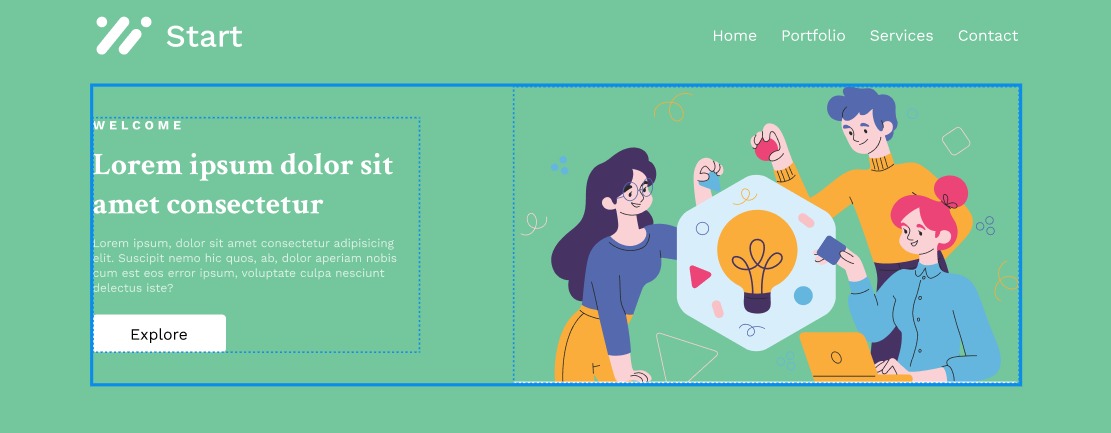 Start
Home Portfolio Services Contact
WELCOME
Lorem ipsum dolor sit
amet consectetur
Lorem ipsum, dolor sit amet consectetur adipisicing
elit. Suscipit nemo hic quos, ab, dolor aperiam nobis
cum est eos error ipsum, voluptate culpa nesciunt
delectus iste?
Explore